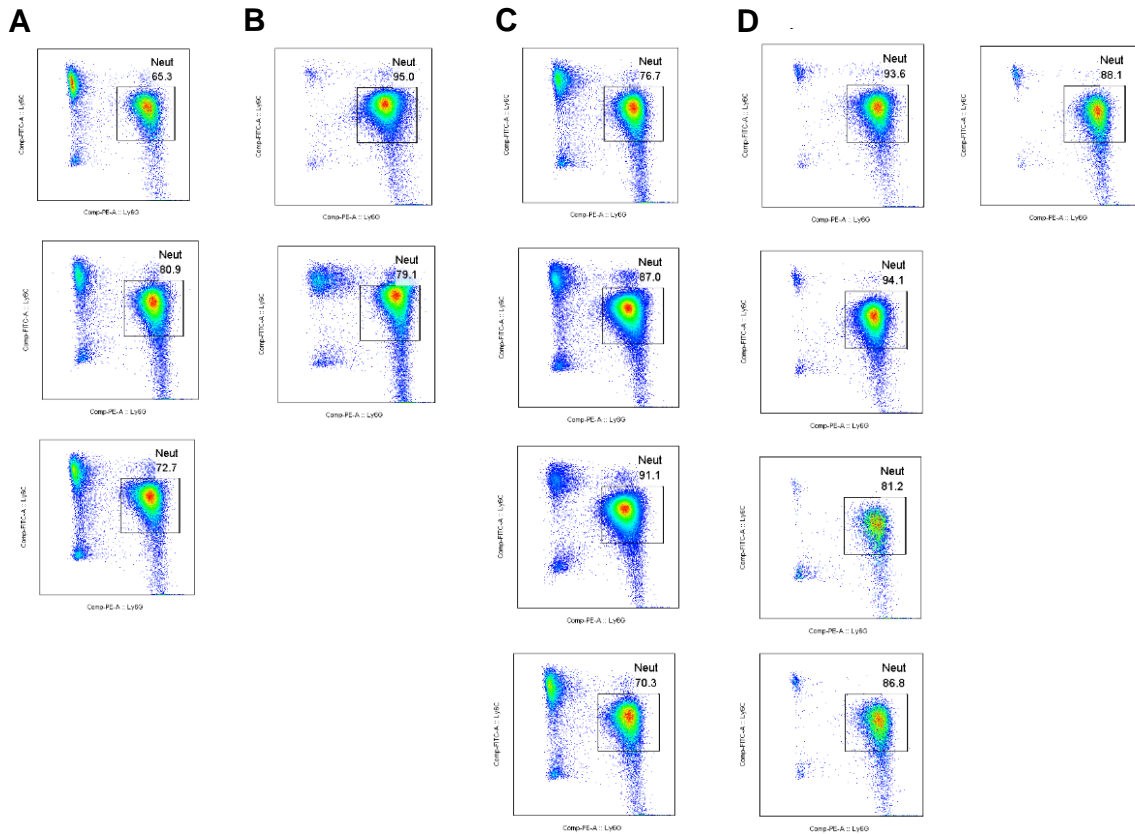 A
B
C
D
Neut
65.3
Comp-FITC-A :: Ly6C
Comp-PE-A :: Ly6G
Neut
80.9
Comp-FITC-A :: Ly6C
Comp-PE-A :: Ly6G
Neut
72.7
Comp-FITC-A :: Ly6C
Comp-PE-A :: Ly6G
Neut
95.0
Comp-FITC-A :: Ly6C
Comp-PE-A :: Ly6G
Neut
79.1
Comp-FITC-A :: Ly6C
Comp-PE-A :: Ly6G
Neut
76.7
Comp-FITC-A :: Ly6C
Comp-PE-A :: Ly6G
Neut
87.0
Comp-FITC-A :: Ly6C
Comp-PE-A :: Ly6G
Neut
91.1
Comp-FITC-A :: Ly6C
Comp-PE-A :: Ly6G
Neut
70.3
Comp-FITC-A :: Ly6C
Comp-PE-A :: Ly6G
Neut
93.6
Comp-FITC-A :: Ly6C
Comp-PE-A :: Ly6G
Neut
88.1
Comp-FITC-A :: Ly6C
Comp-PE-A :: Ly6G
Neut
94.1
Comp-FITC-A :: Ly6C
Comp-PE-A :: Ly6G
Neut
81.2
Comp-FITC-A :: Ly6C
Comp-PE-A :: Ly6G
Neut
86.8
Comp-FITC-A :: Ly6C
Comp-PE-A :: Ly6G